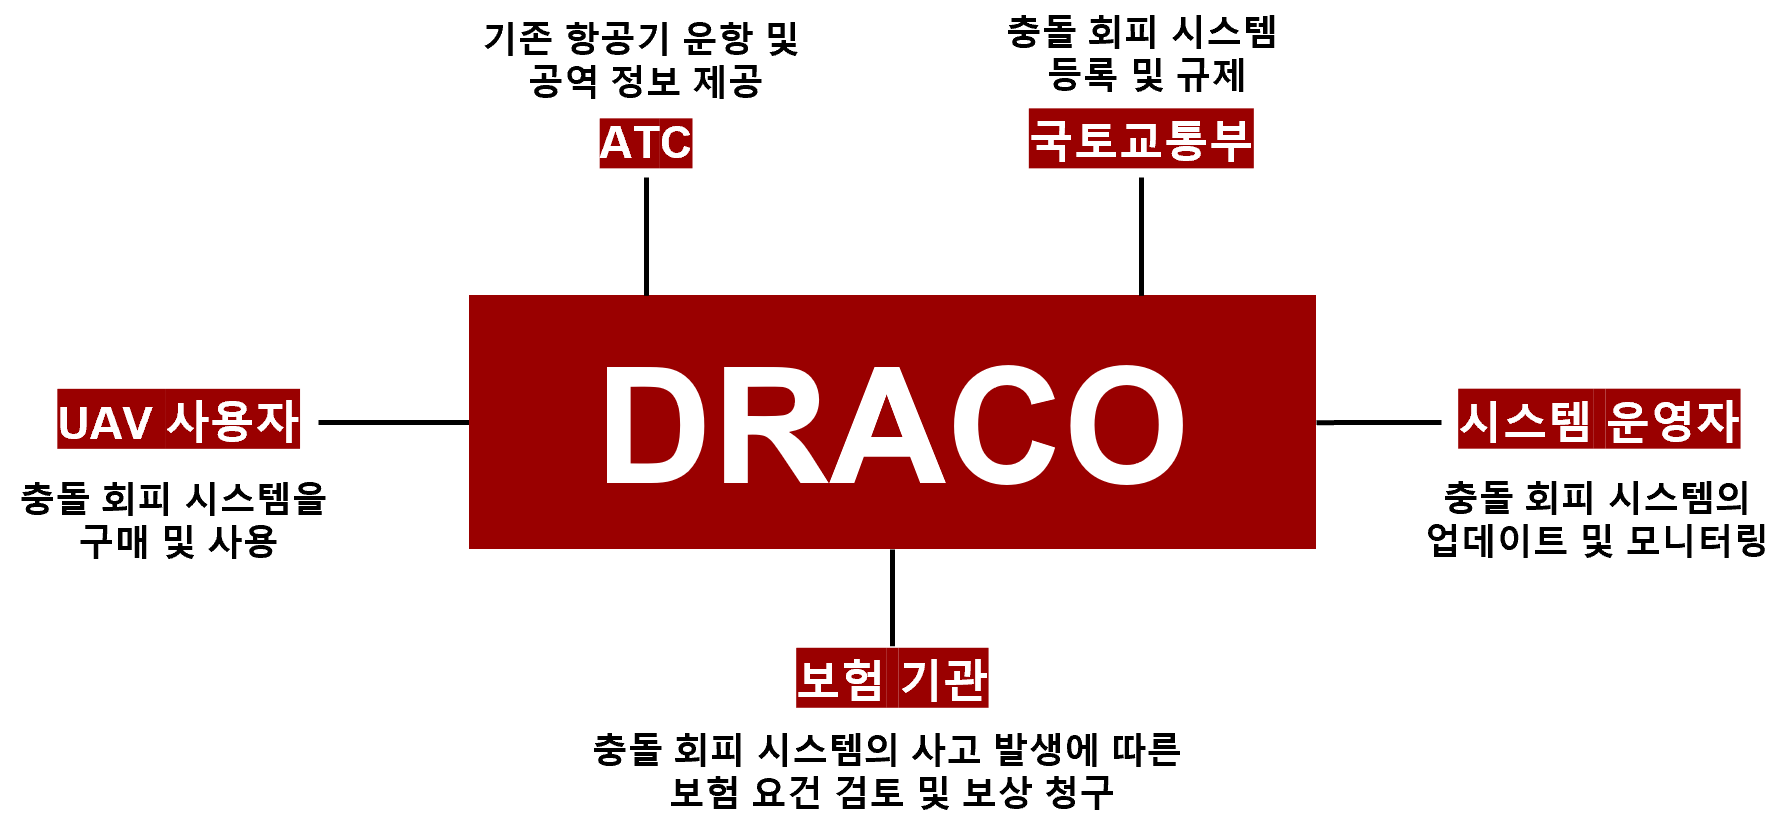 기존 항공기 운항 및
공역 정보 제공
ATC
충돌 회피 시스템
등록 및 규제
국토교통부
DRACO
UAV 사용자
충돌 회피 시스템을
구매 및 사용
시스템 운영자
충돌 회피 시스템의
업데이트 및 모니터링
보험 기관
충돌 회피 시스템의 사고 발생에 따른
보험 요건 검토 및 보상 청구